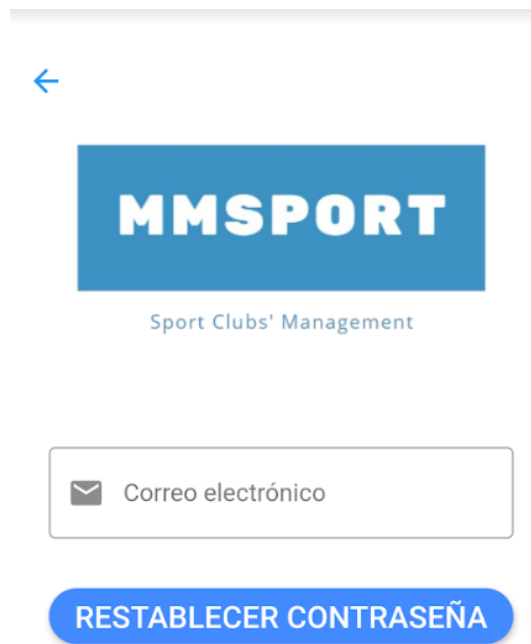 MMSPORT
Sport Clubs' Management
Correo electrónico
RESTABLECER CONTRASEÑA